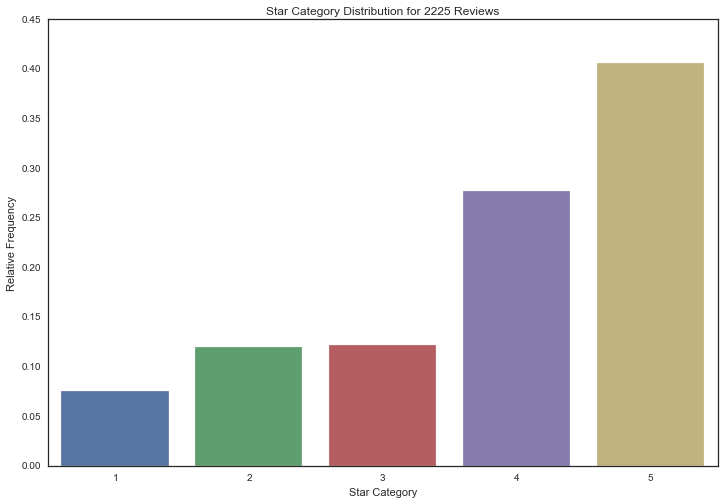 Star Category Distribution for 2225 Reviews
0.45
0.40
0.35
0.30
0.25
0.20
0.15
0.10
0.05
0.00
Relative Frequency
1 2 3 4 5
Star Category